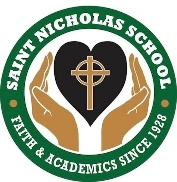 SAINT NICHOLAS SCHOOL
• FAITH & ACADEMICS SINCE 1928 •